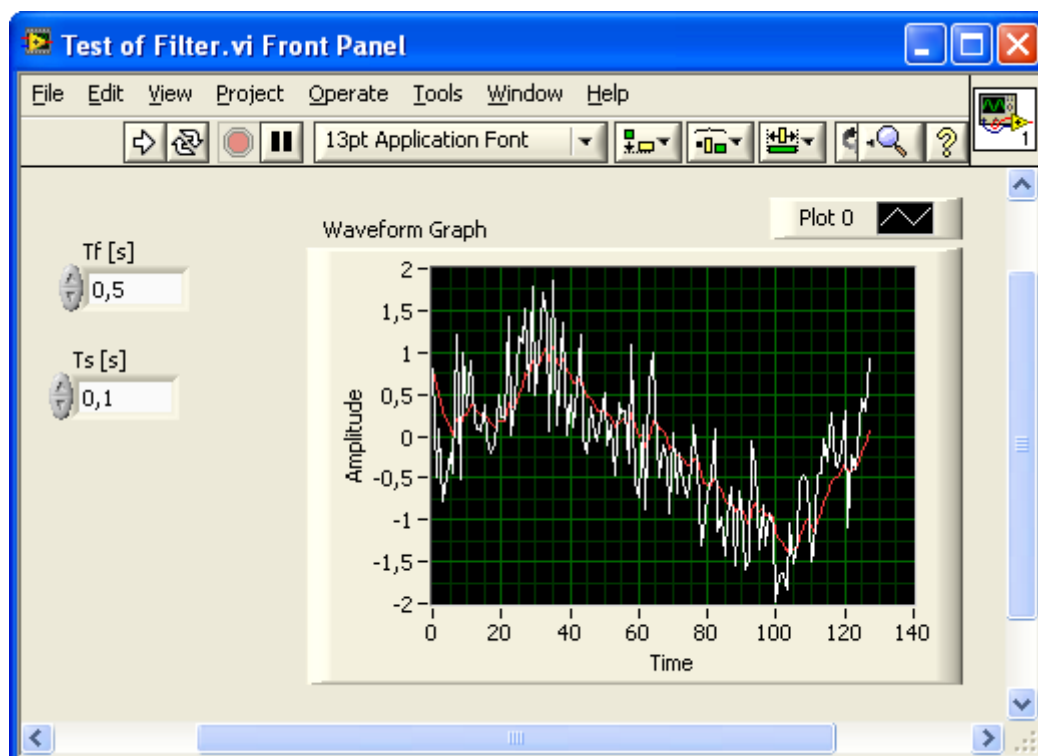 Test of Filter.vi Front Panel
File Edit View Project Operate Tools Window Help
13pt Application Font
1
Plot 0
Waveform Graph
Tf [s]
0,5
Ts [s]
0,1
Amplitude
2
1,5
1
0,5
0
-0,5
-1
-1,5
-2
0 20 40 60 80 100 120 140
Time